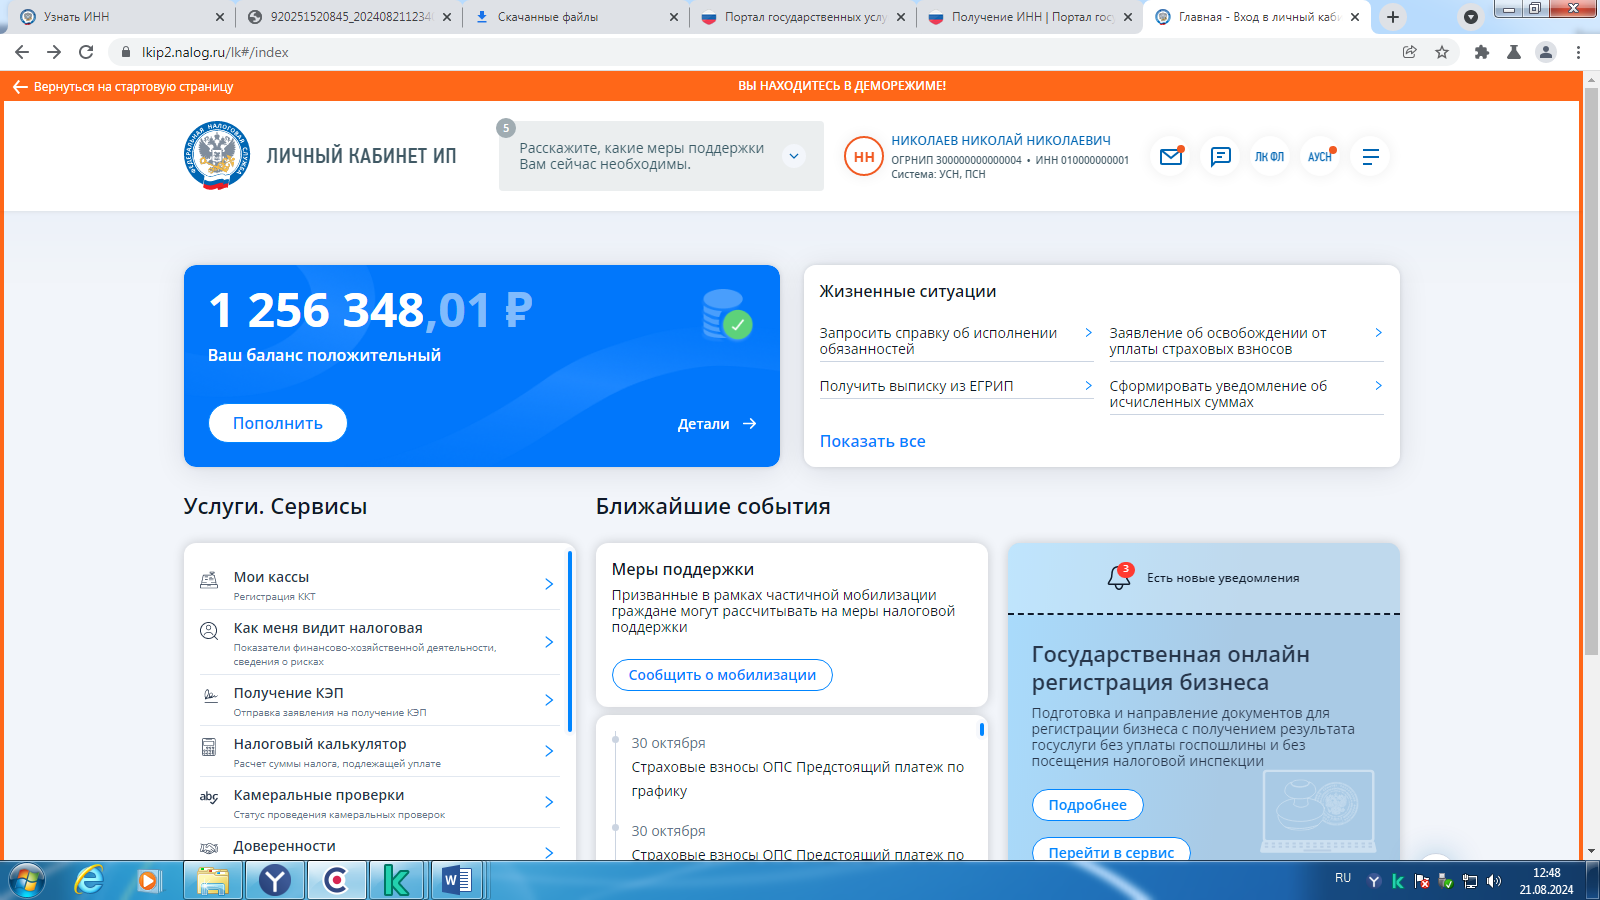 Узнать ИНН
920251520845_202408211234
Скачанные файлы
Портал государственных услу
Получение ИНН | Портал гос
Главная - Вход в личный каби
lkip2.nalog.ru/lk#/index
Вернуться на стартовую страницу
ВЫ НАХОДИТЕСЬ В ДЕМОРЕЖИМЕ!
ФЕДЕРАЛЬНАЯ НАЛОГОВАЯ СЛУЖБА
ЛИЧНЫЙ КАБИНЕТ ИП
5
Расскажите, какие меры поддержки
Вам сейчас необходимы.
НН
НИКОЛАЕВ НИКОЛАЙ НИКОЛАЕВИЧ
ОГРНИП 300000000000004 • ИНН 010000000001
Система: УСН, ПСН
ЛК ФЛ
АУСН
1 256 348,01 ₽
Ваш баланс положительный
Пополнить
Детали
Жизненные ситуации
Запросить справку об исполнении
обязанностей
Заявление об освобождении от
уплаты страховых взносов
Получить выписку из ЕГРИП
Сформировать уведомление об
исчисленных суммах
Показать все
Услуги. Сервисы
Мои кассы
Регистрация ККТ
Как меня видит налоговая
Показатели финансово-хозяйственной деятельности,
сведения о рисках
Получение КЭП
Отправка заявления на получение КЭП
Налоговый калькулятор
Расчет суммы налога, подлежащей уплате
abc
Камеральные проверки
Статус проведения камеральных проверок
Доверенности
Ближайшие события
Меры поддержки
Призванные в рамках частичной мобилизации
граждане могут рассчитывать на меры налоговой
поддержки
Сообщить о мобилизации
30 октября
Страховые взносы ОПС Предстоящий платеж по
графику
30 октября
Страховые взносы ОПС Предстоящий платеж по
3
Есть новые уведомления
Государственная онлайн
регистрация бизнеса
Подготовка и направление документов для
регистрации бизнеса с получением результата
госуслуги без уплаты госпошлины и без
посещения налоговой инспекции
Подробнее
Перейти в сервис
RU
12:48
21.08.2024